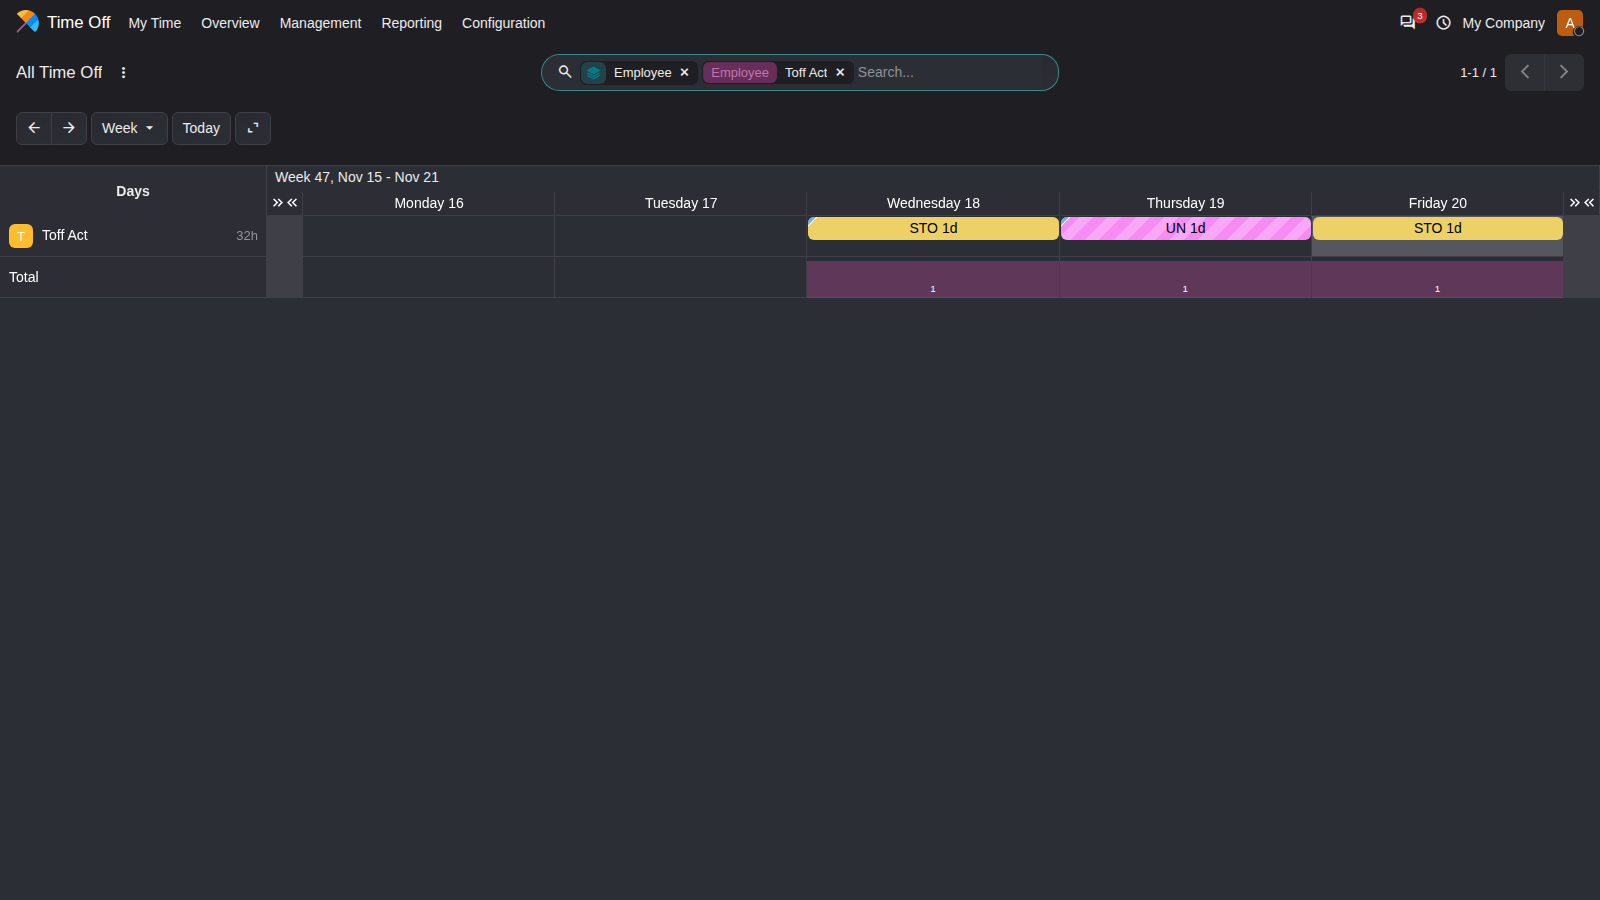 Time Off My Time Overview Management Reporting Configuration 3 My Company A
All Time Off Employee × Employee Toff Act × Search... 1-1 / 1
Week Today
Week 47, Nov 15 - Nov 21
Days
Monday 16 Tuesday 17 Wednesday 18 Thursday 19 Friday 20
T Toff Act 32h STO 1d UN 1d STO 1d
Total 1 1 1